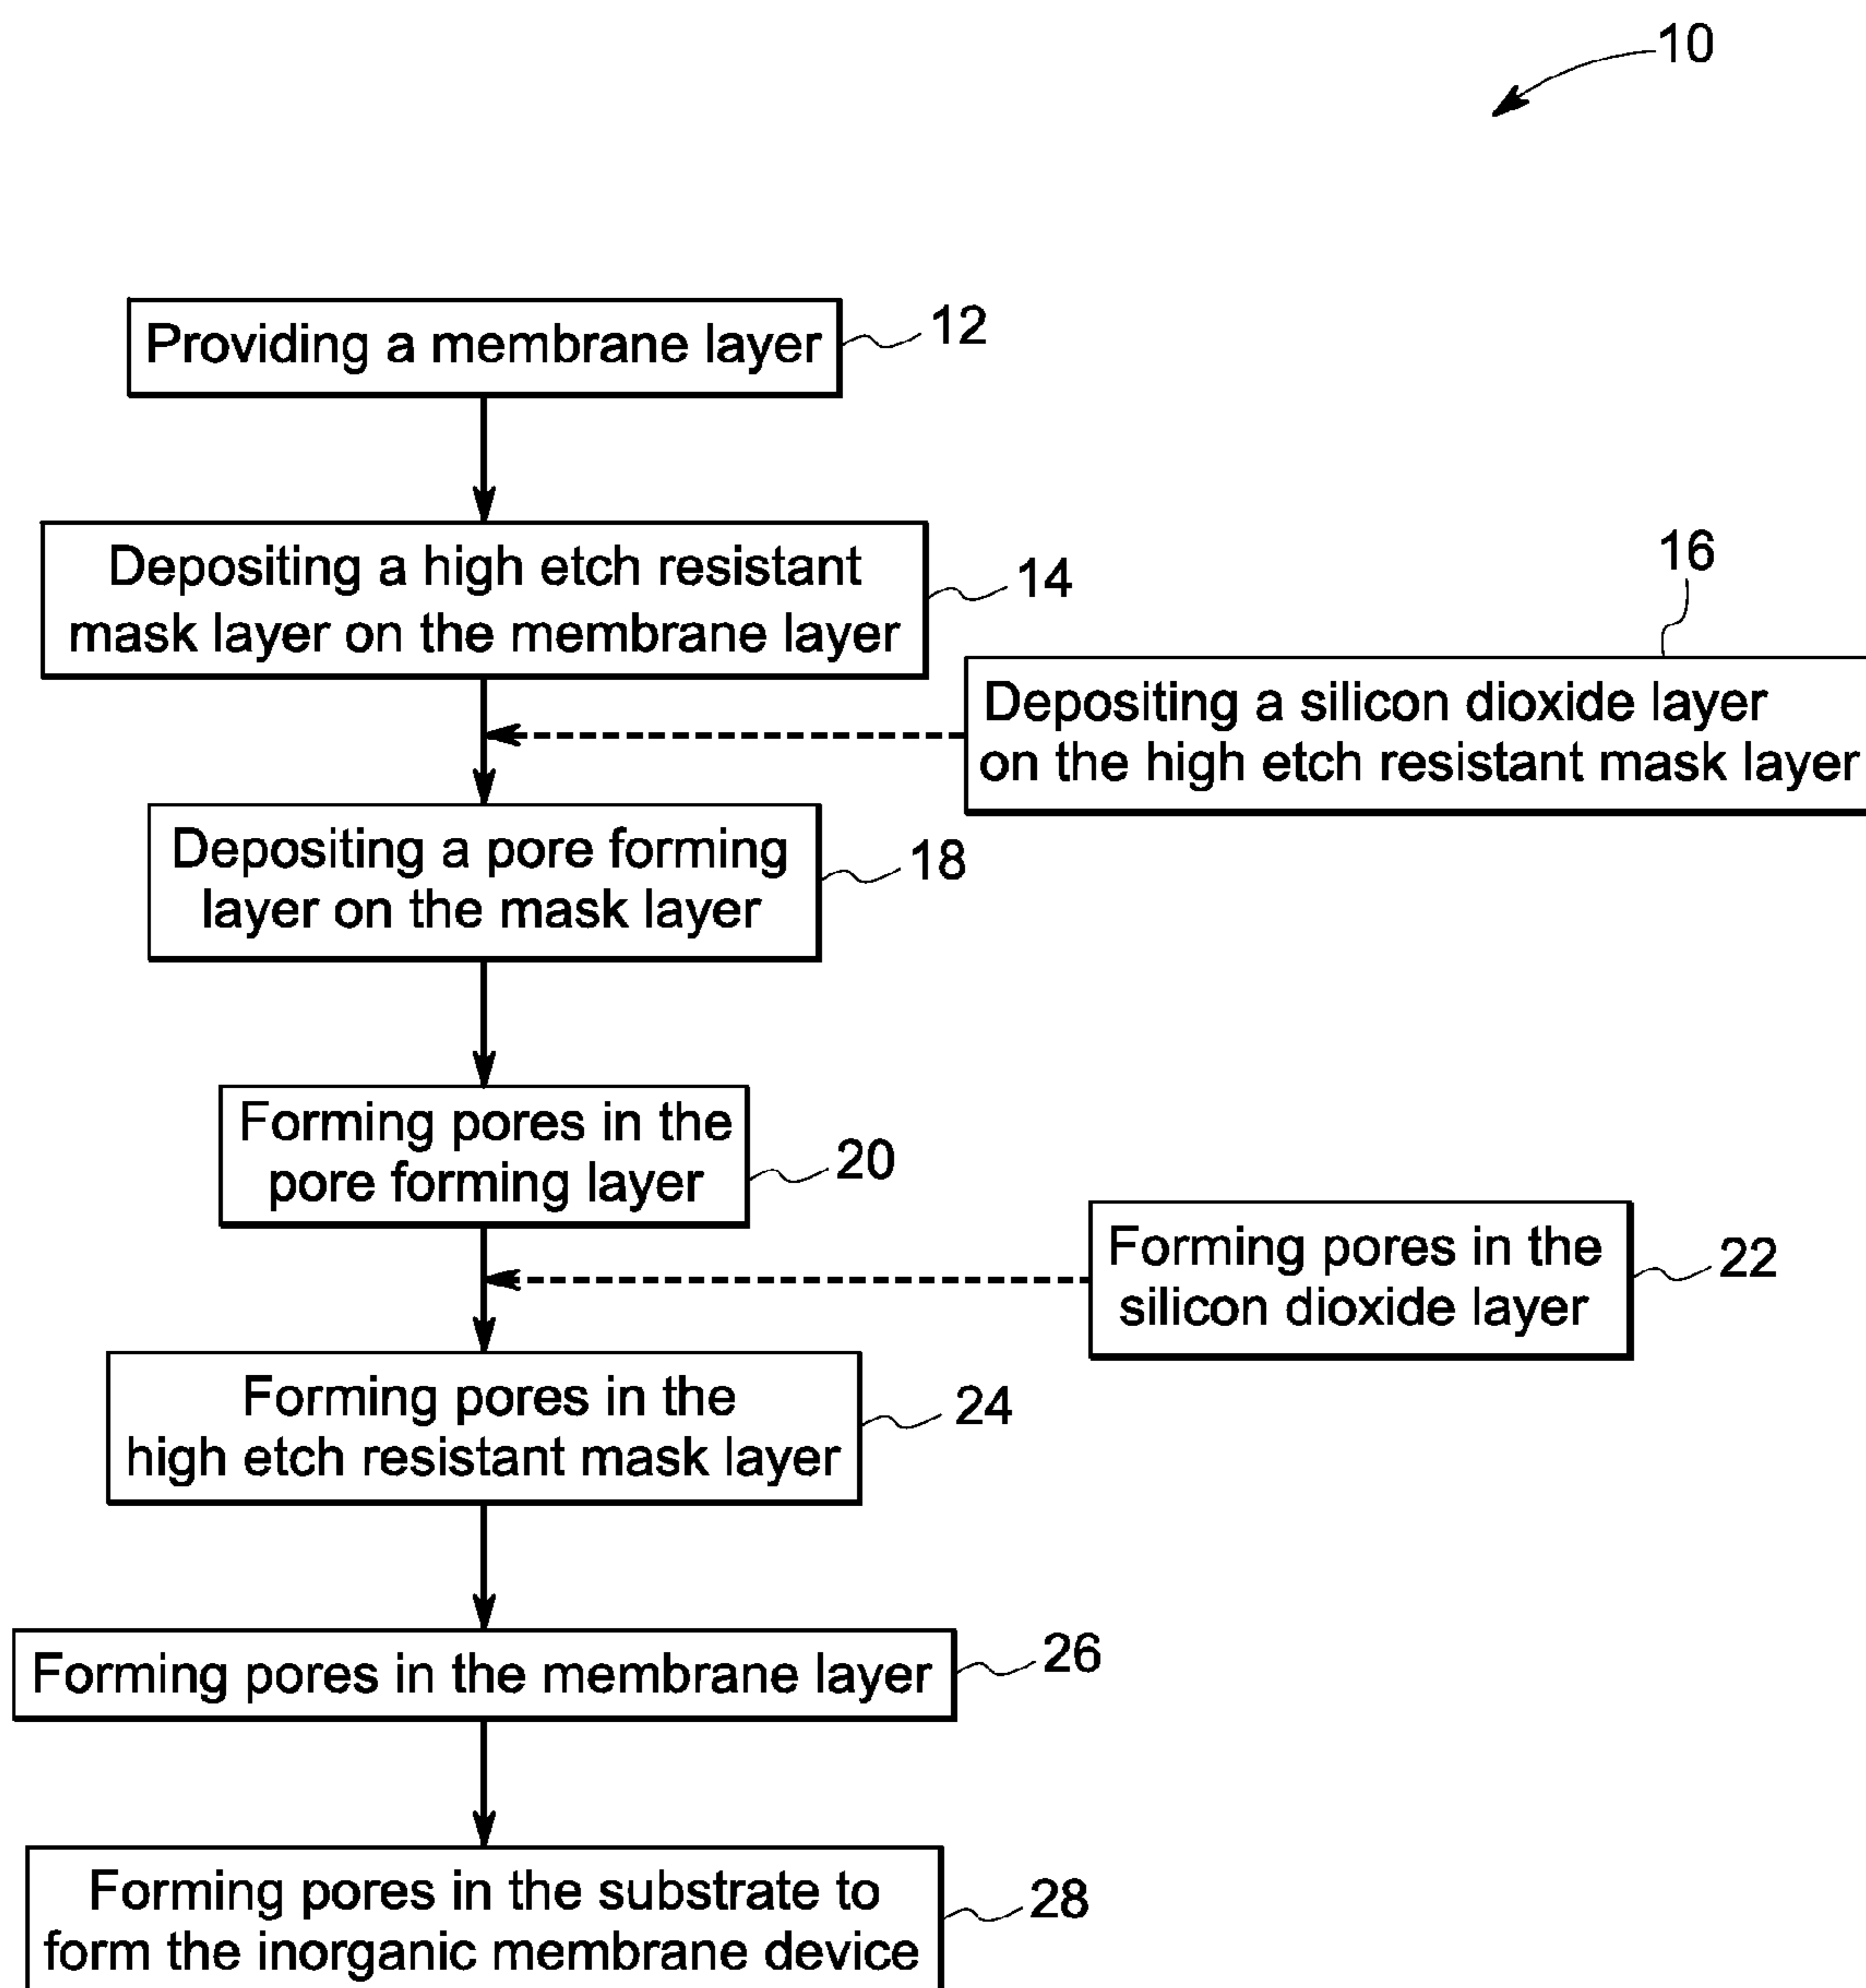 10
Providing a membrane layer
12
Depositing a high etch resistant
mask layer on the membrane layer
14
16
Depositing a silicon dioxide layer
on the high etch resistant mask layer
Depositing a pore forming
layer on the mask layer
18
Forming pores in the
pore forming layer
20
Forming pores in the
silicon dioxide layer
22
Forming pores in the
high etch resistant mask layer
24
Forming pores in the membrane layer
26
Forming pores in the substrate to
form the inorganic membrane device
28